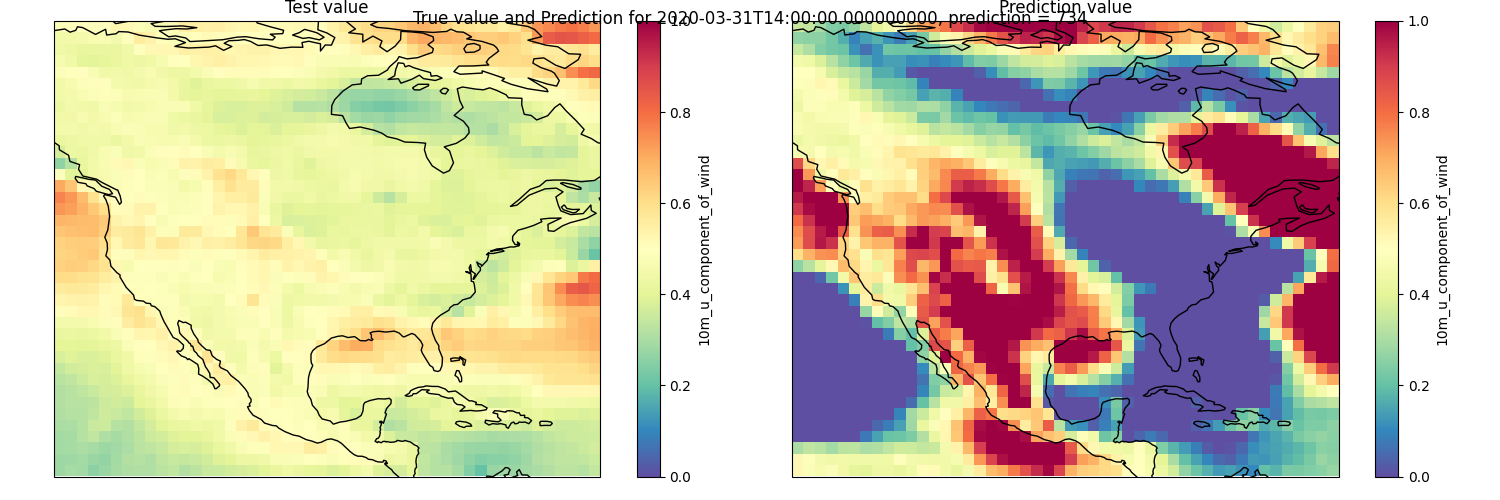 Test value
True value and Prediction for 2020-03-31T14:00:00.000000000, prediction = 734
Prediction value
1.0
0.8
0.6
0.4
0.2
0.0
10m_u_component_of_wind
1.0
0.8
0.6
0.4
0.2
0.0
10m_u_component_of_wind